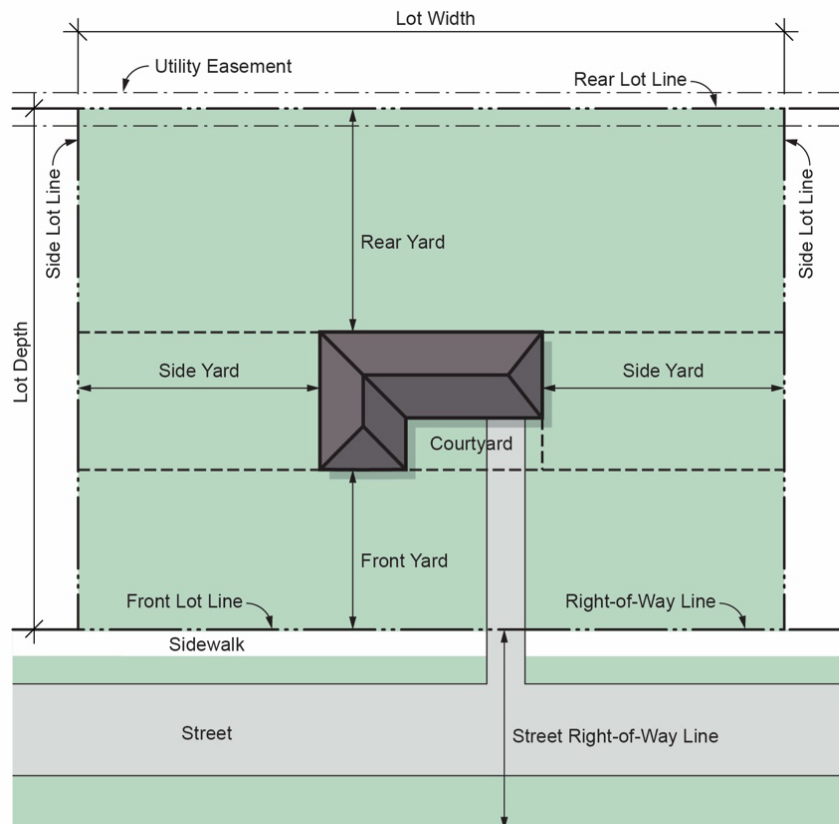 Lot Width
Utility Easement
Rear Lot Line
Side Lot Line
Side Lot Line
Rear Yard
Lot Depth
Side Yard
Side Yard
Courtyard
Front Yard
Front Lot Line
Right-of-Way Line
Sidewalk
Street
Street Right-of-Way Line